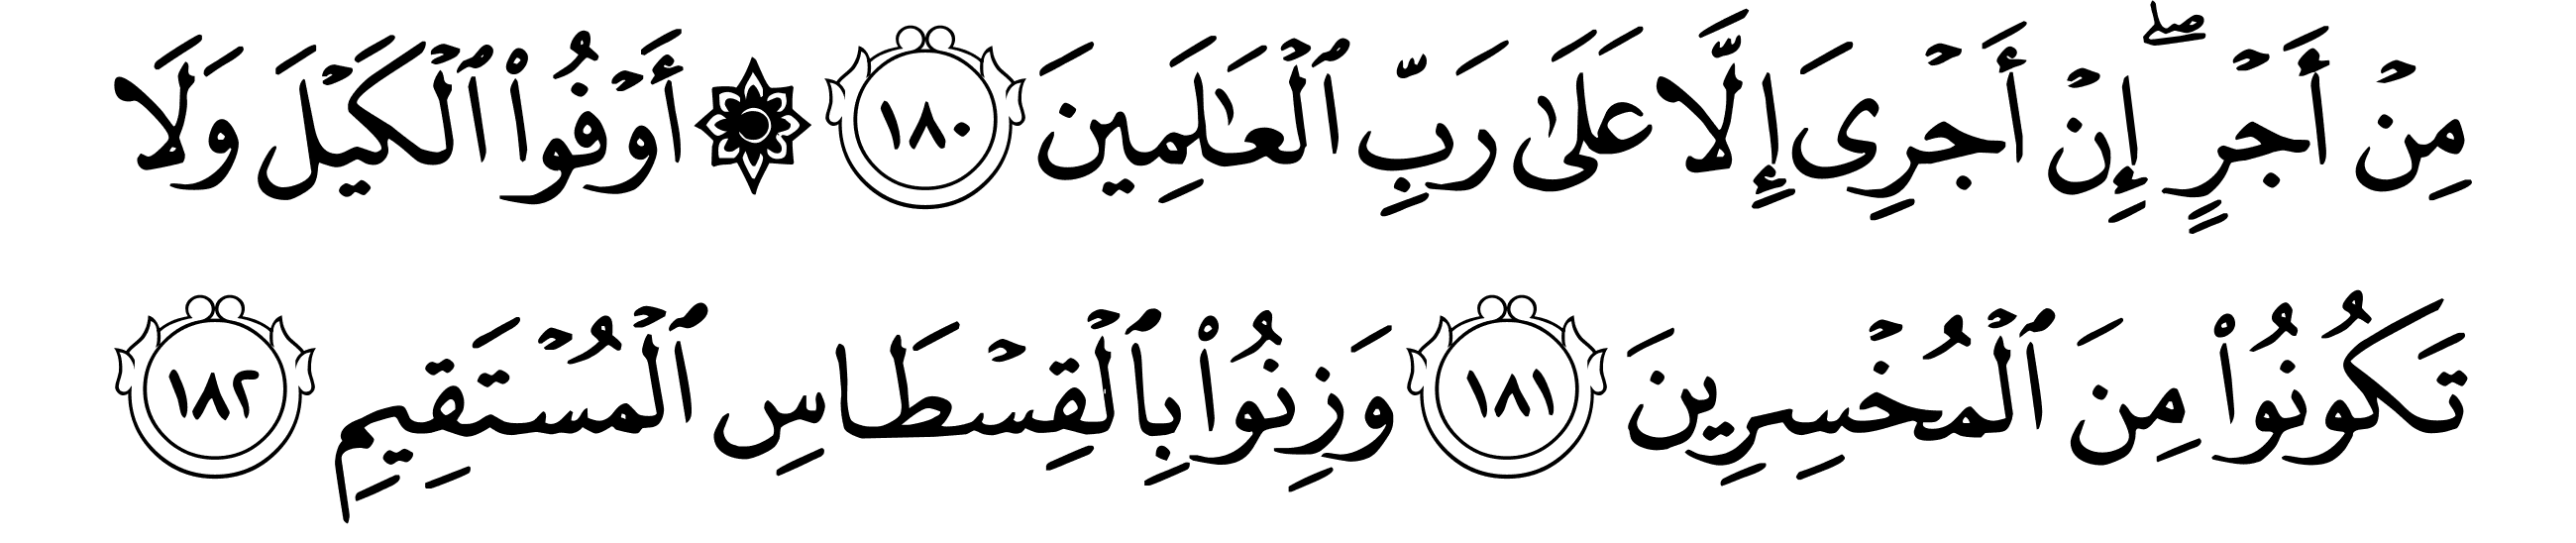 مِنْ أَجْرٍ ۖ إِنْ أَجْرِىَ إِلَّا عَلَىٰ رَبِّ ٱلْعَـٰلَمِينَ ١٨٠ ۞ أَوْفُوا۟ ٱلْكَيْلَ وَلَا
تَكُونُوا۟ مِنَ ٱلْمُخْسِرِينَ ١٨١ وَزِنُوا۟ بِٱلْقِسْطَاسِ ٱلْمُسْتَقِيمِ ١٨٢